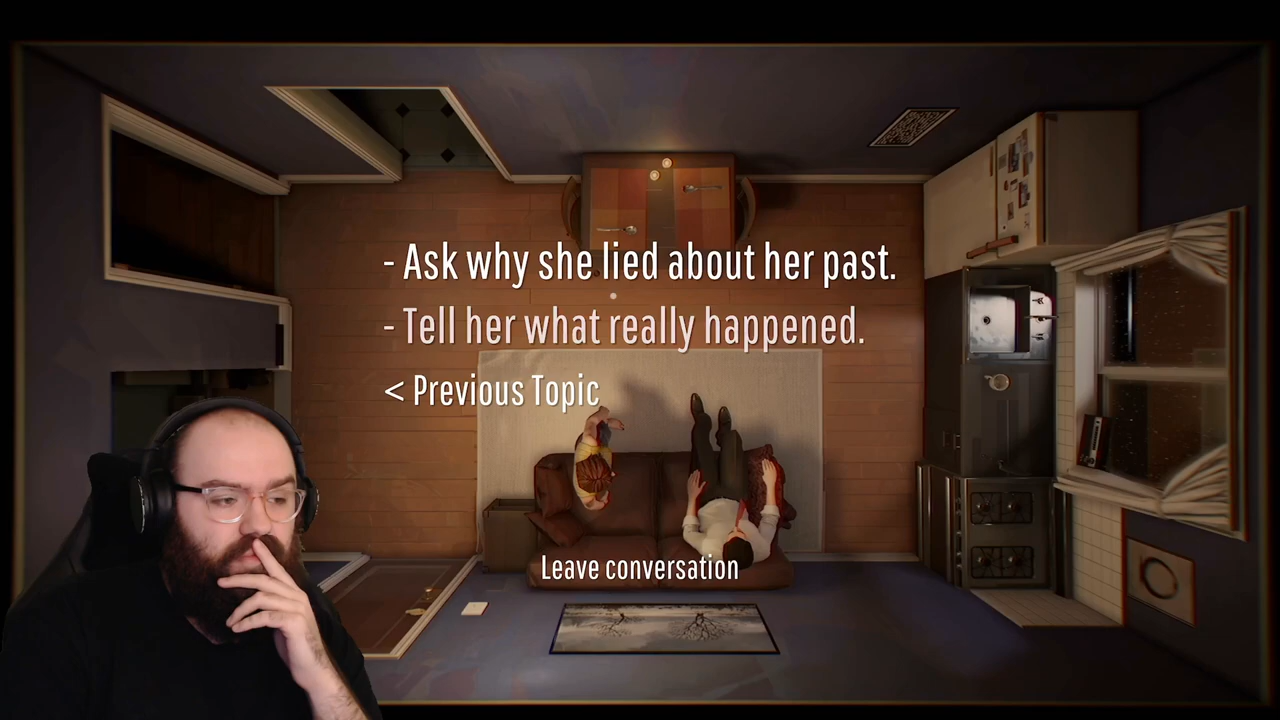 - Ask why she lied about her past.
- Tell her what really happened.
< Previous Topic
Leave conversation